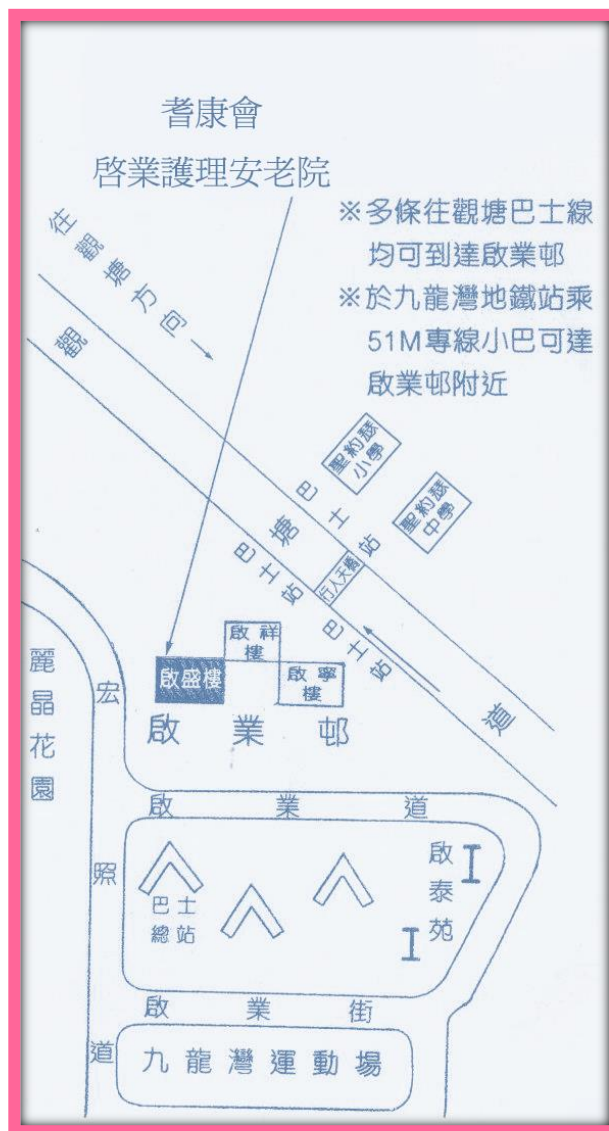 耆康會
啓業護理安老院
※多條往觀塘巴士線
均可到達啟業邨
※於九龍灣地鐵站乘
51M專線小巴可達
啟業邨附近
往觀塘方向
觀塘道
聖約瑟
小學
聖約瑟
中學
巴士站
巴士站
行人天橋
巴士站
啟祥
樓
啟盛樓
啟寧
樓
啟業邨
麗晶花園
宏照道
啟業道
啟泰苑
巴士
總站
啟業街
九龍灣運動場